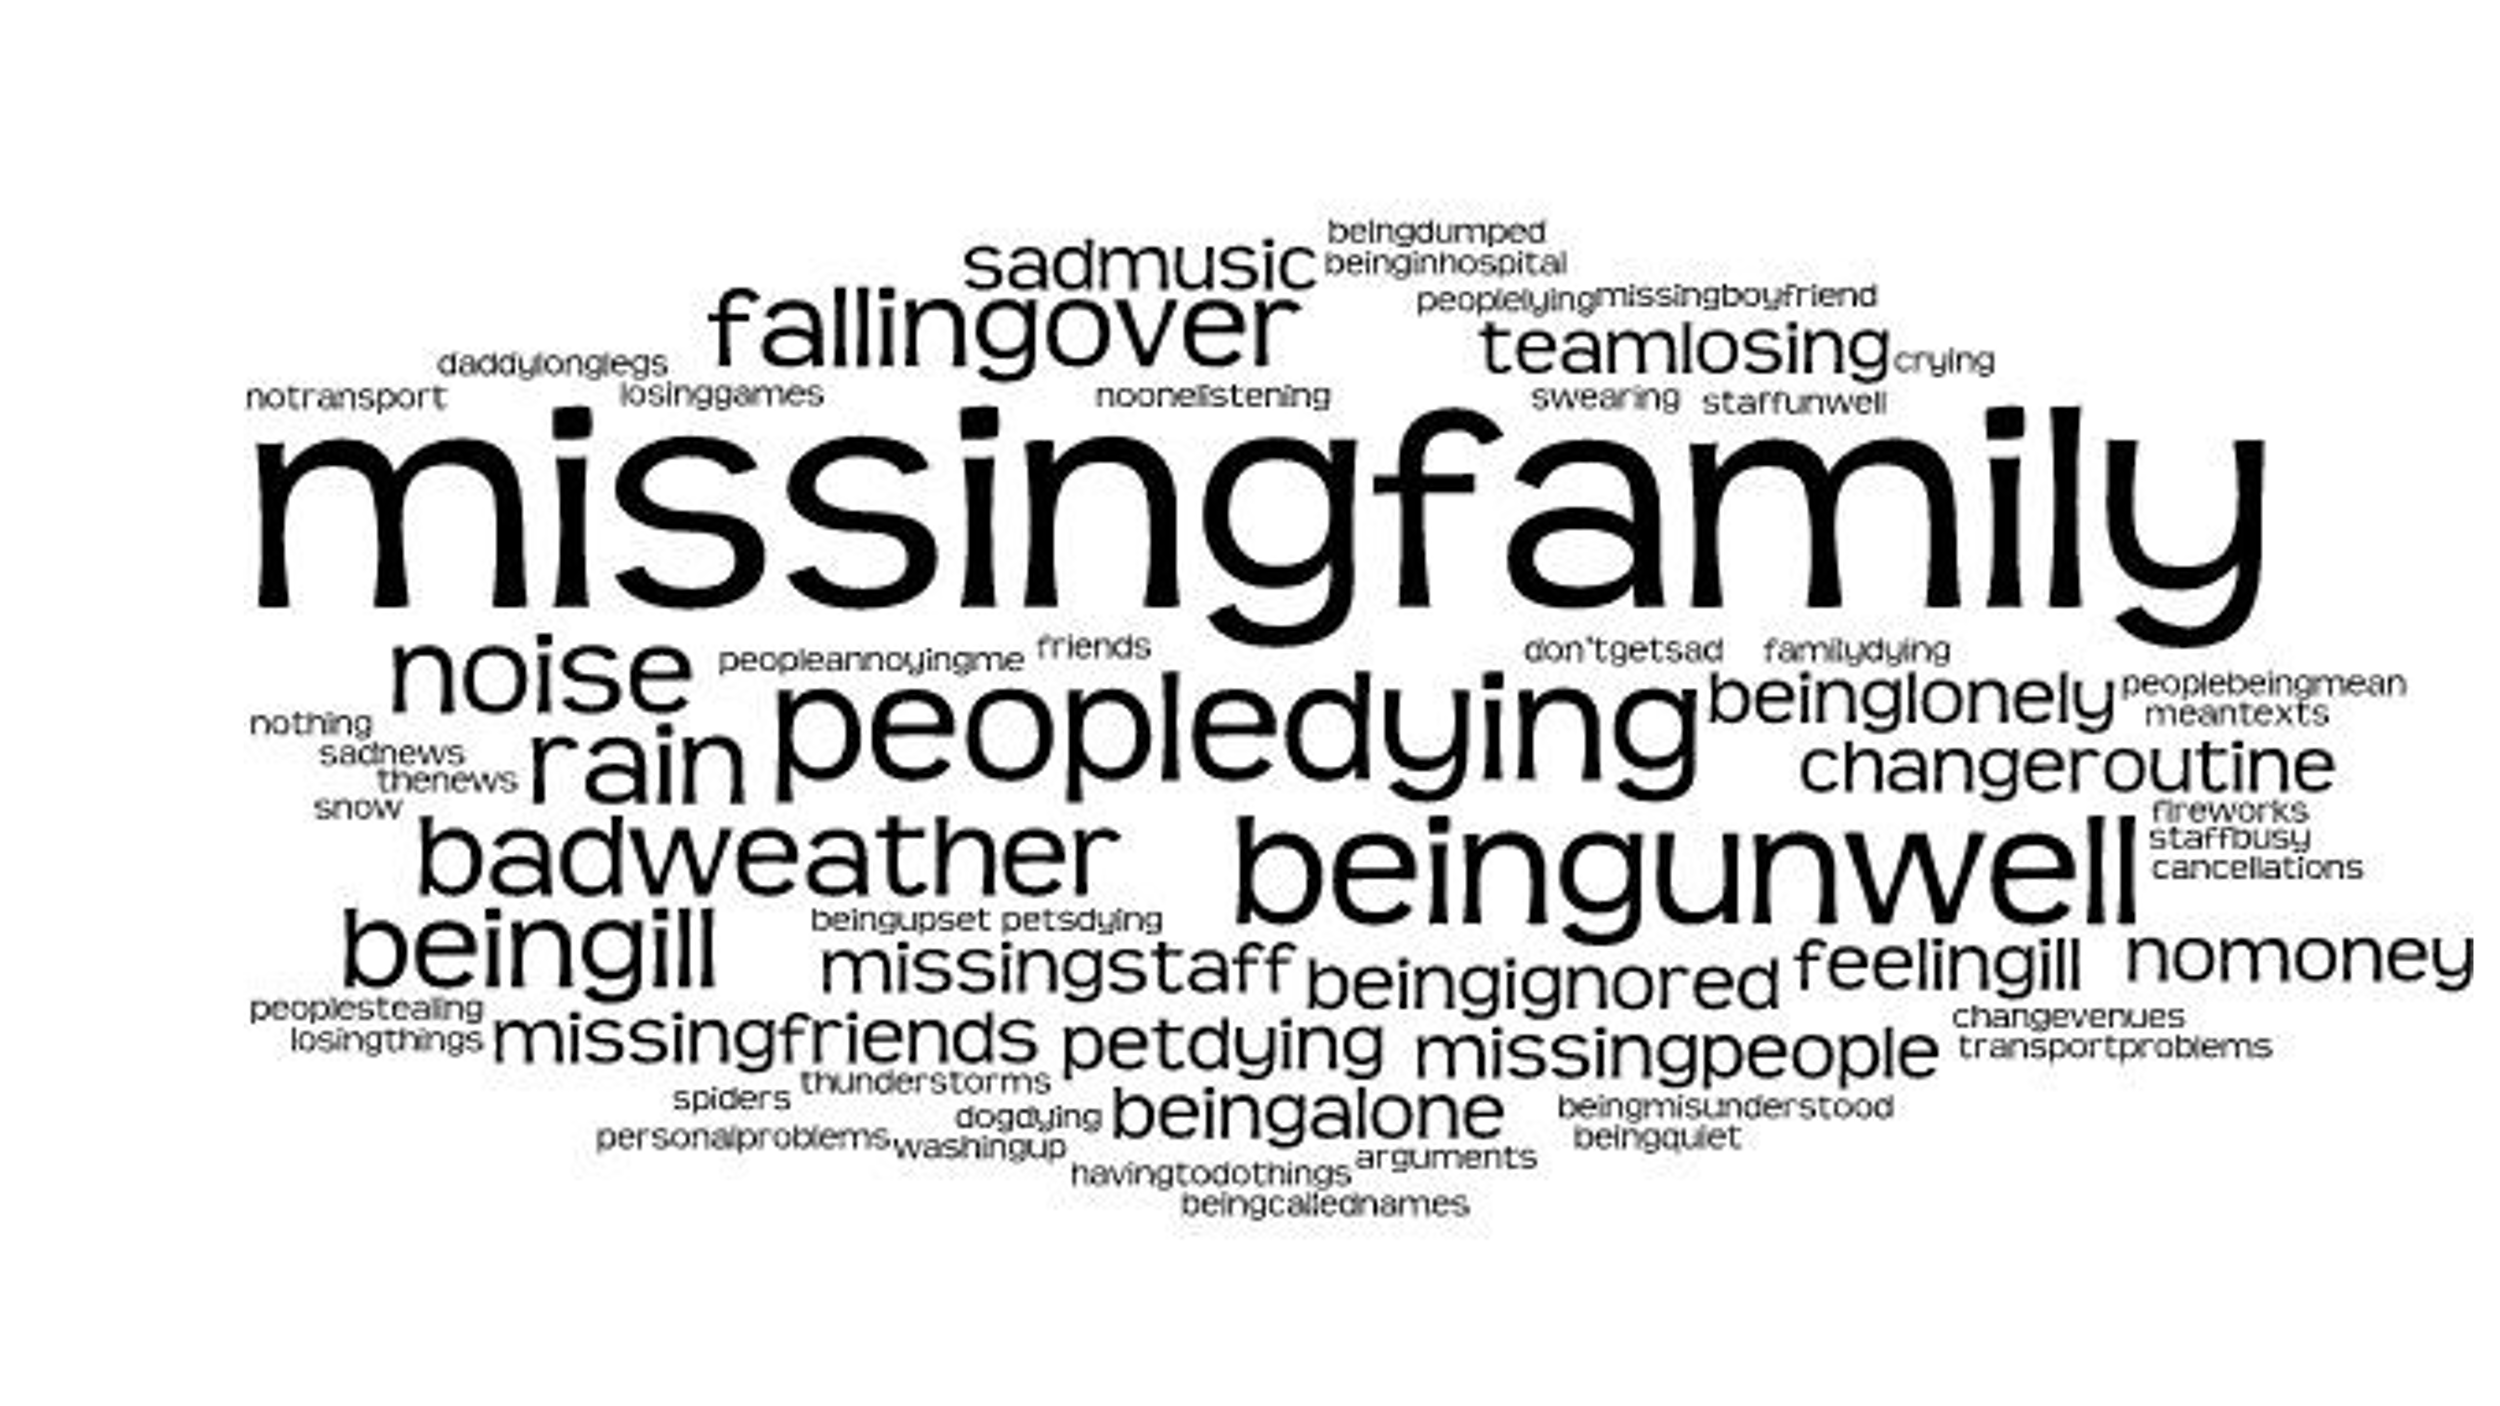 beingdumped
sadmusic beinginhospital
fallingover peoplelying missingboyfriend
daddylonglegs teamlosing crying
notransport losinggames noonelistening swearing staffunwell
missingfamily
noise peopleannoyingme friends don'tgetsad familydying
peopledying beinglonely peoplebeingmean
nothing meantexts
sadnews rain changeroutine
thenews
snow fireworks
badweather beingunwell staffbusy
cancellations
beingill beingupset petsdying
missingstaff beingignored feelingill nomoney
peoplestealing changevenues
losingthings missingfriends petdying missingpeople transportproblems
spiders thunderstorms
dogdying beingalone beingmisunderstood
personalproblems washingup beingquiet
havingtodothings arguments
beingcallednames